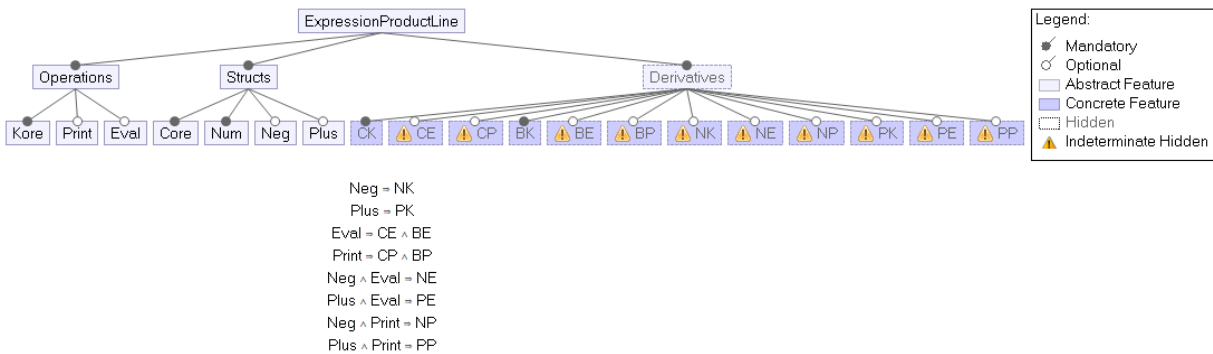 ExpressionProductLine
Operations Structs Derivatives
Kore Print Eval Core Num Neg Plus CK CE CP BK BE BP NK NE NP PK PE PP
Legend:
Mandatory
Optional
Abstract Feature
Concrete Feature
Hidden
Indeterminate Hidden
Neg ⇒ NK
Plus ⇒ PK
Eval ⇒ CE ∧ BE
Print ⇒ CP ∧ BP
Neg ∧ Eval ⇒ NE
Plus ∧ Eval ⇒ PE
Neg ∧ Print ⇒ NP
Plus ∧ Print ⇒ PP